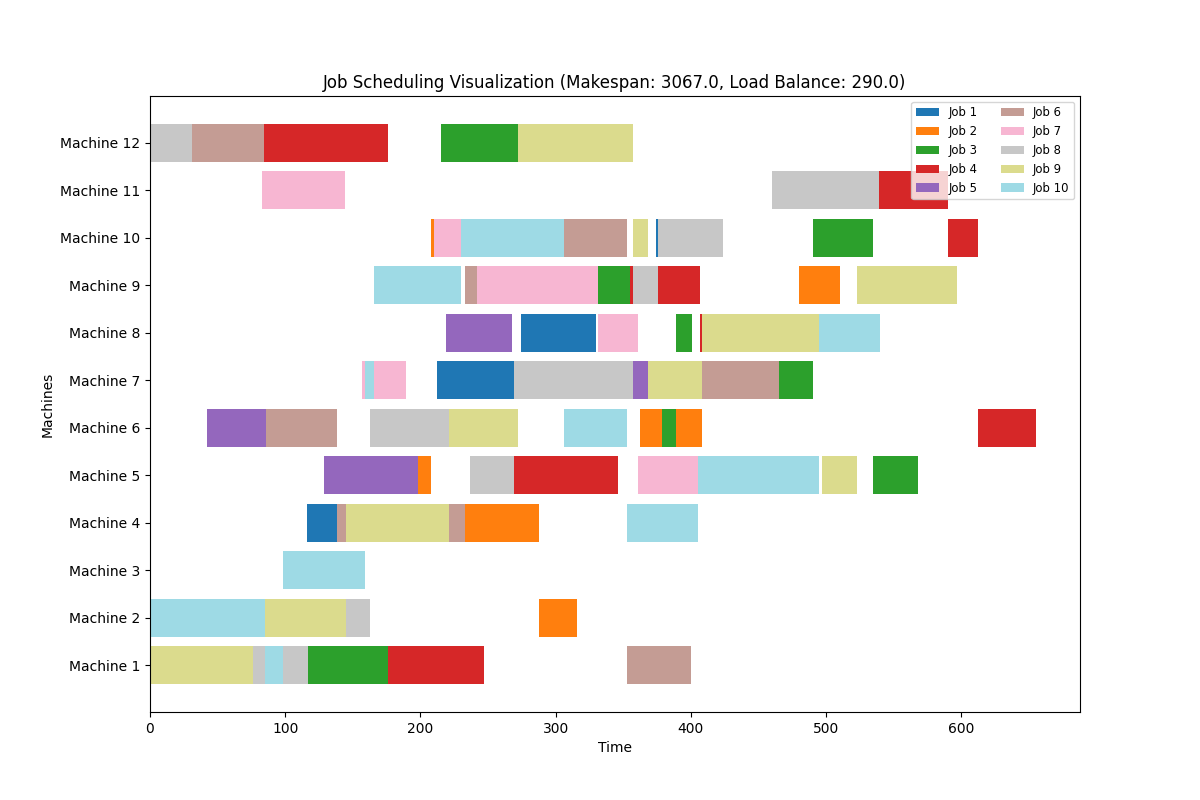 Job Scheduling Visualization (Makespan: 3067.0, Load Balance: 290.0)
Job 1
Job 2
Job 3
Job 4
Job 5
Job 6
Job 7
Job 8
Job 9
Job 10
Machines
Machine 12
Machine 11
Machine 10
Machine 9
Machine 8
Machine 7
Machine 6
Machine 5
Machine 4
Machine 3
Machine 2
Machine 1
0 100 200 300 400 500 600
Time